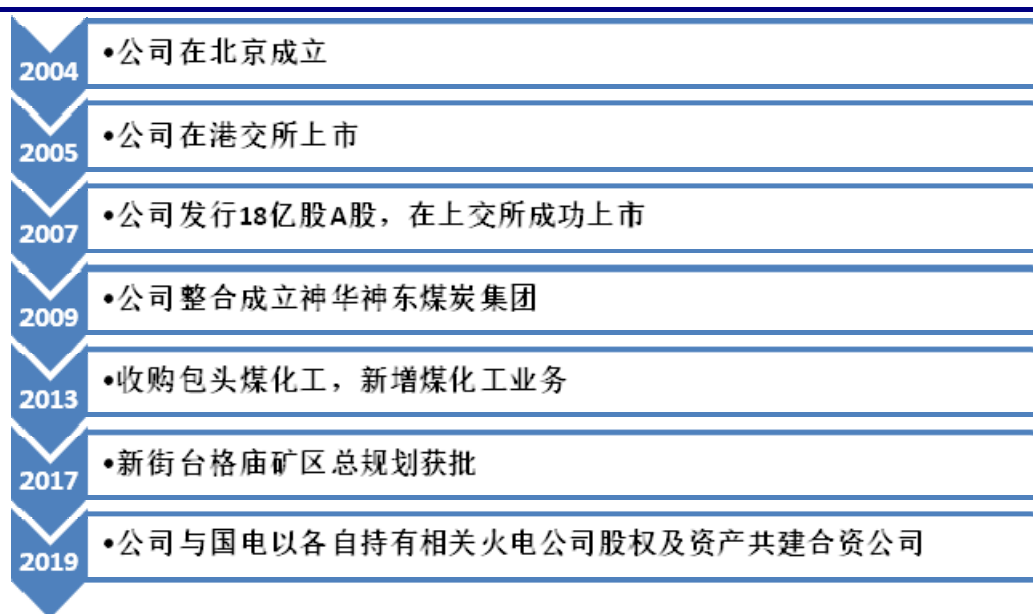 2004
•公司在北京成立
2005
•公司在港交所上市
2007
•公司发行18亿股A股，在上交所成功上市
2009
•公司整合成立神华神东煤炭集团
2013
•收购包头煤化工，新增煤化工业务
2017
•新街台格庙矿区总规划获批
2019
•公司与国电以各自持有相关火电公司股权及资产共建合资公司